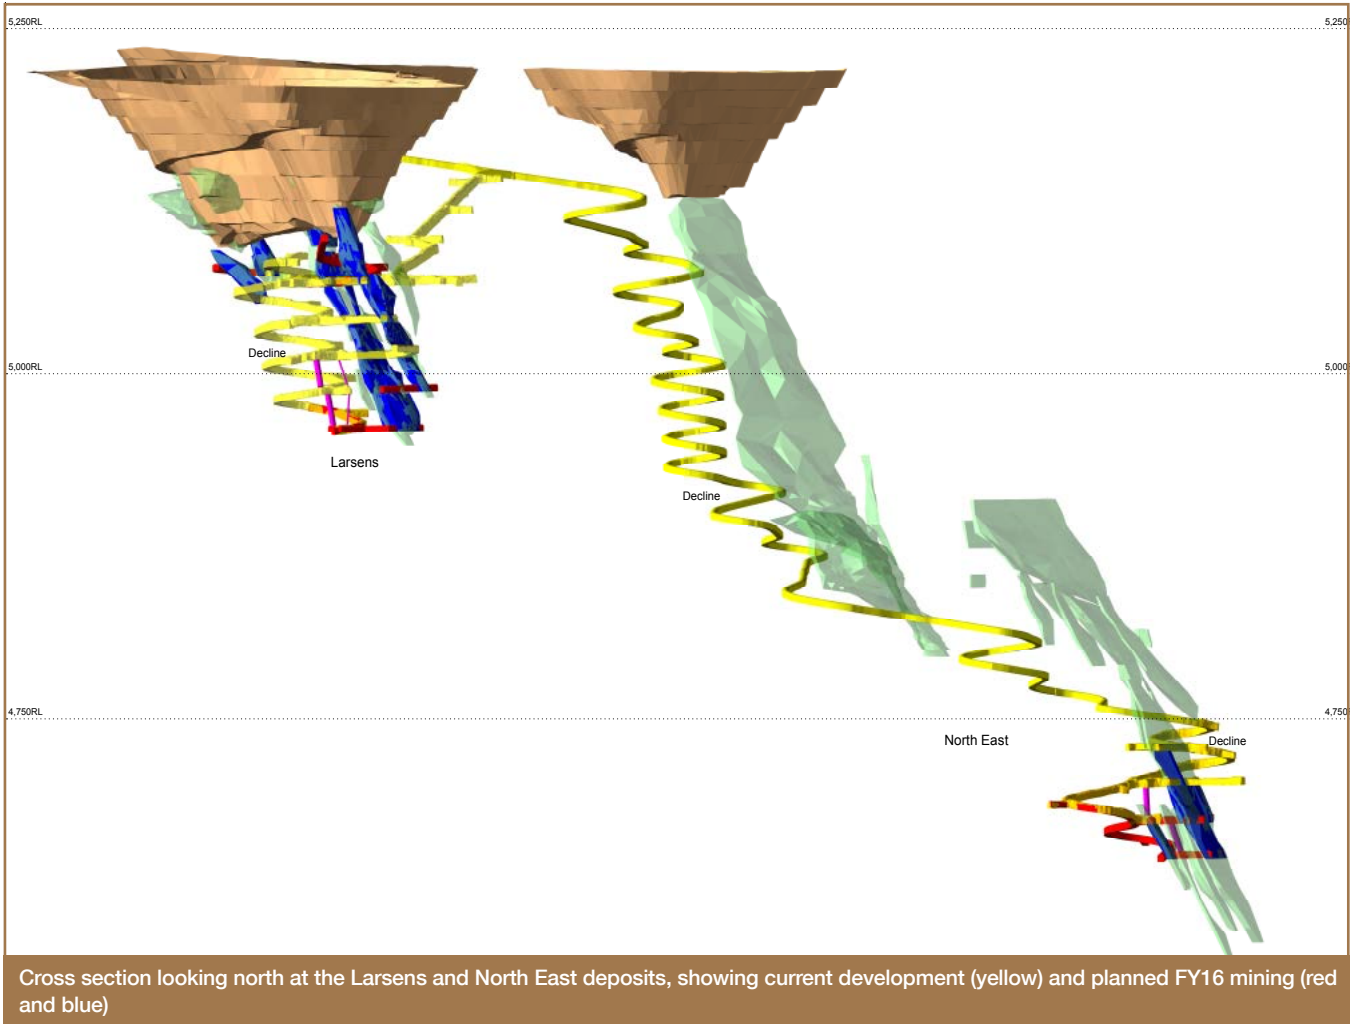 5,250RL
5,250
Decline
5,000RL
5,000
Larsens
Decline
4,750RL
4,750
North East
Decline
Cross section looking north at the Larsens and North East deposits, showing current development (yellow) and planned FY16 mining (red
and blue)